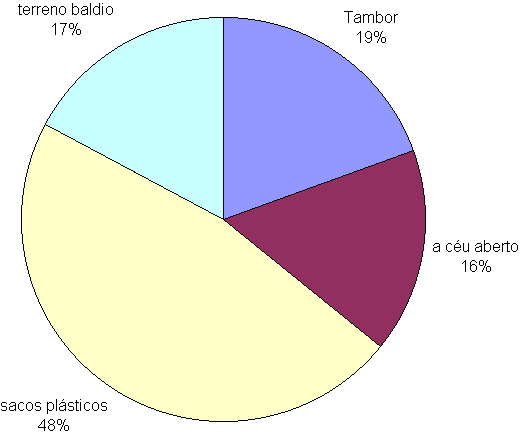 terreno baldio
17%
Tambor
19%
a céu aberto
16%
sacos plásticos
48%